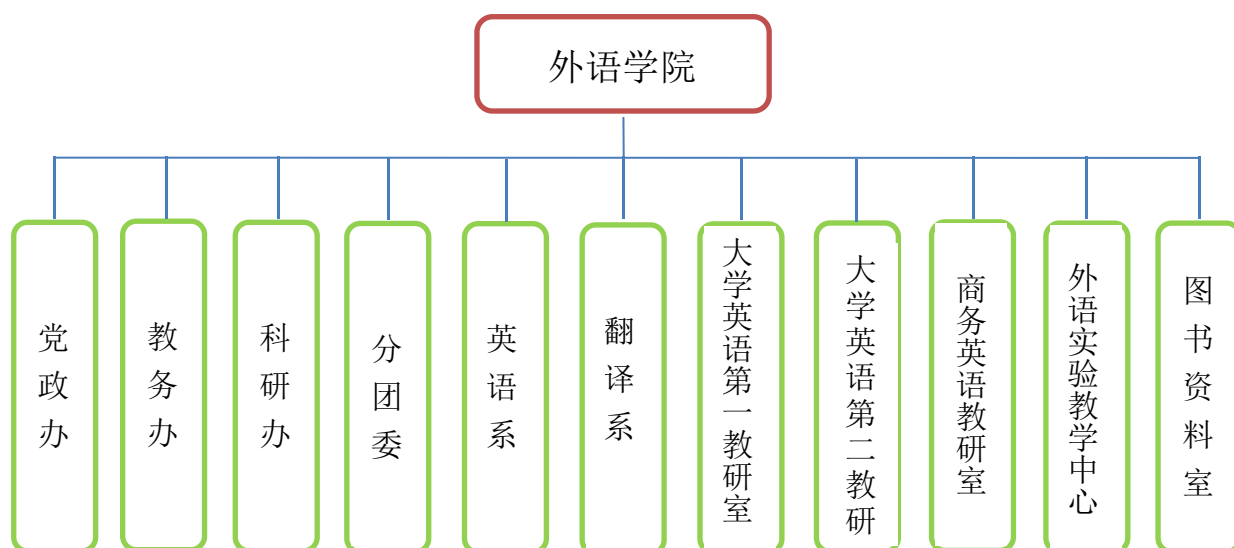 外语学院
党政办
教务办
科研办
分团委
英语系
翻译系
大学英语第一教研室
大学英语第二教研
商务英语教研室
外语实验教学中心
图书资料室